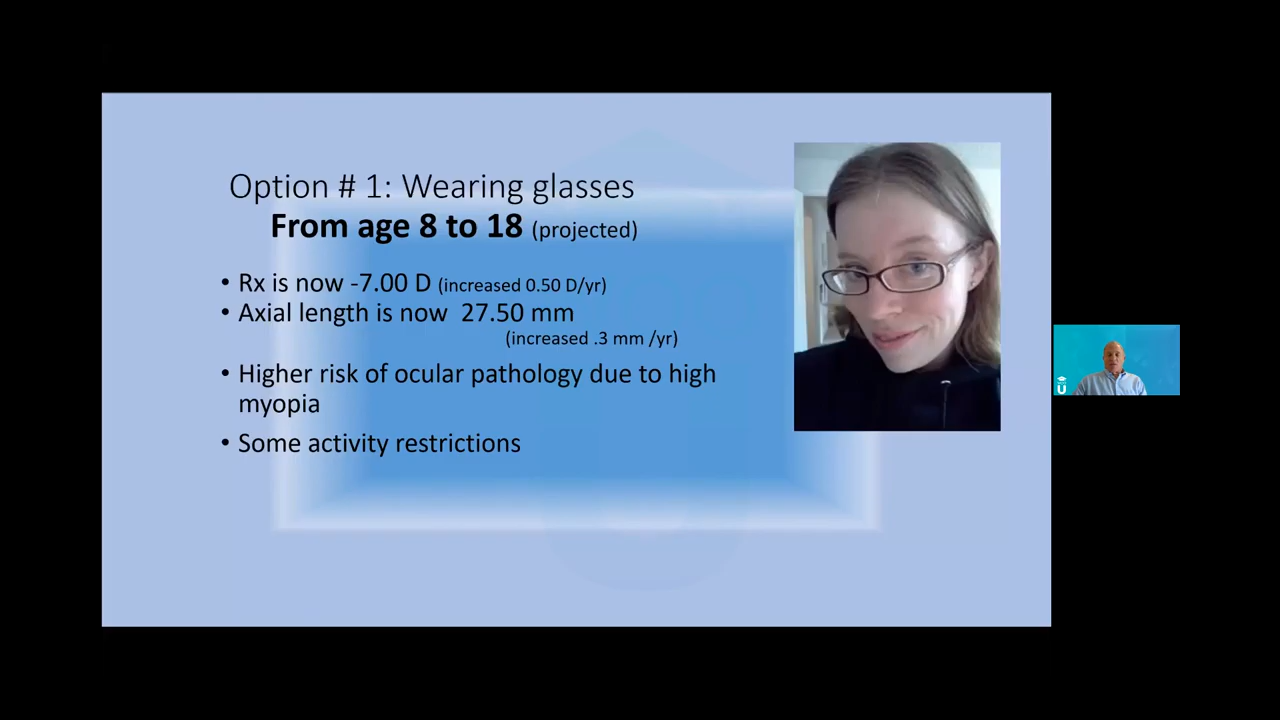 Option # 1: Wearing glasses
From age 8 to 18 (projected)
• Rx is now -7.00 D (increased 0.50 D/yr)
• Axial length is now 27.50 mm
(increased .3 mm /yr)
• Higher risk of ocular pathology due to high
myopia
• Some activity restrictions
U